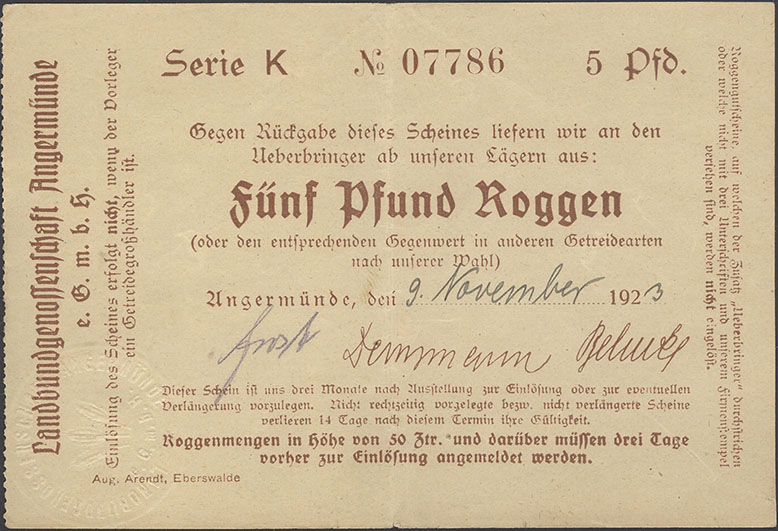 Landbundgenossenschaft Angermünde
e. G. m. b. H.
Einlösung des Scheines erfolgt nicht, wenn der Vorleger
ein Getreidegroßhändler ist.
Serie K № 07786 5 Pfd.
Gegen Rückgabe dieses Scheines liefern wir an den
Ueberbringer ab unseren Lägern aus:
Fünf Pfund Roggen
(oder den entsprechenden Gegenwert in anderen Getreidearten
nach unserer Wahl)
Angermünde, den 9. November 1923
Dieser Schein ist uns drei Monate nach Ausstellung zur Einlösung oder zur eventuellen
Verlängerung vorzulegen. Nicht rechtzeitig vorgelegte bezw. nicht verlängerte Scheine
verlieren 14 Tage nach diesem Termin ihre Gültigkeit.
Roggenmengen in Höhe von 50 Ztr. und darüber müssen drei Tage
vorher zur Einlösung angemeldet werden.
Aug. Arendt, Eberswalde
Roggengutscheine, auf welchen der Zusatz „Ueberbringer" durchstrichen
oder welche nicht mit drei Unterschriften und unserem Firmenstempel
versehen sind, werden nicht eingelöst.